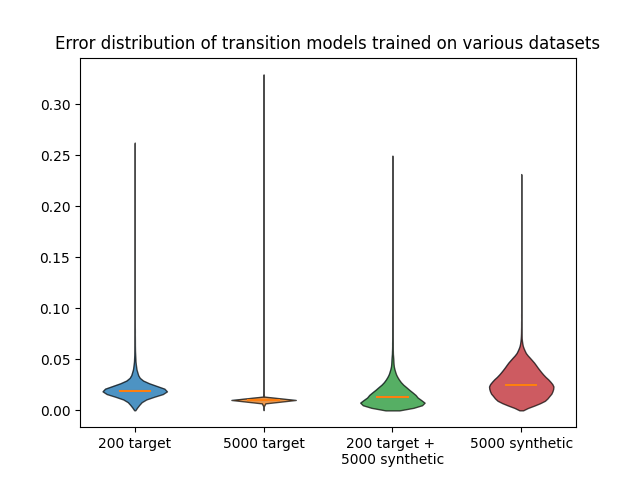 Error distribution of transition models trained on various datasets
0.30
0.25
0.20
0.15
0.10
0.05
0.00
200 target
5000 target
200 target +
5000 synthetic
5000 synthetic